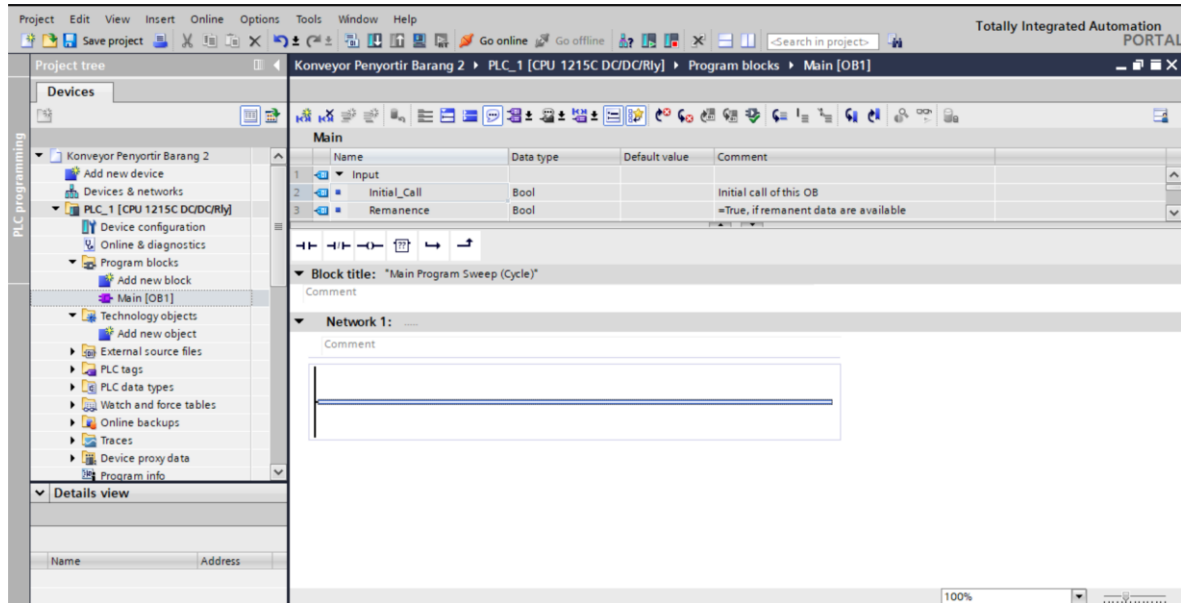 Project Edit View Insert Online Options Tools Window Help
Totally Integrated Automation
PORTAL
Save project Go online Go offline <Search in project>
Project tree
Konveyor Penyortir Barang 2 PLC_1 [CPU 1215C DC/DC/Rly] Program blocks Main [OB1]
Devices
PLC programming
Main
Name Data type Default value Comment
1 Input
2 Initial_Call Bool Initial call of this OB
3 Remanence Bool =True, if remanent data are available
Konveyor Penyortir Barang 2
Add new device
Devices & networks
PLC_1 [CPU 1215C DC/DC/Rly]
Device configuration
Online & diagnostics
Program blocks
Add new block
Main [OB1]
Technology objects
Add new object
External source files
PLC tags
PLC data types
Watch and force tables
Online backups
Traces
Device proxy data
Program info
??
Block title: "Main Program Sweep (Cycle)"
Comment
Network 1: ....
Comment
Details view
Name Address
100%